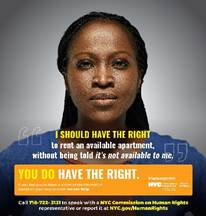 I SHOULD HAVE THE RIGHT
to rent an available apartment,
without being told it's not available to me.
YOU DO HAVE THE RIGHT.
NYC
Call 718-722-3131 to speak with a NYC Commission on Human Rights
representative or report it at NYC.gov/HumanRights